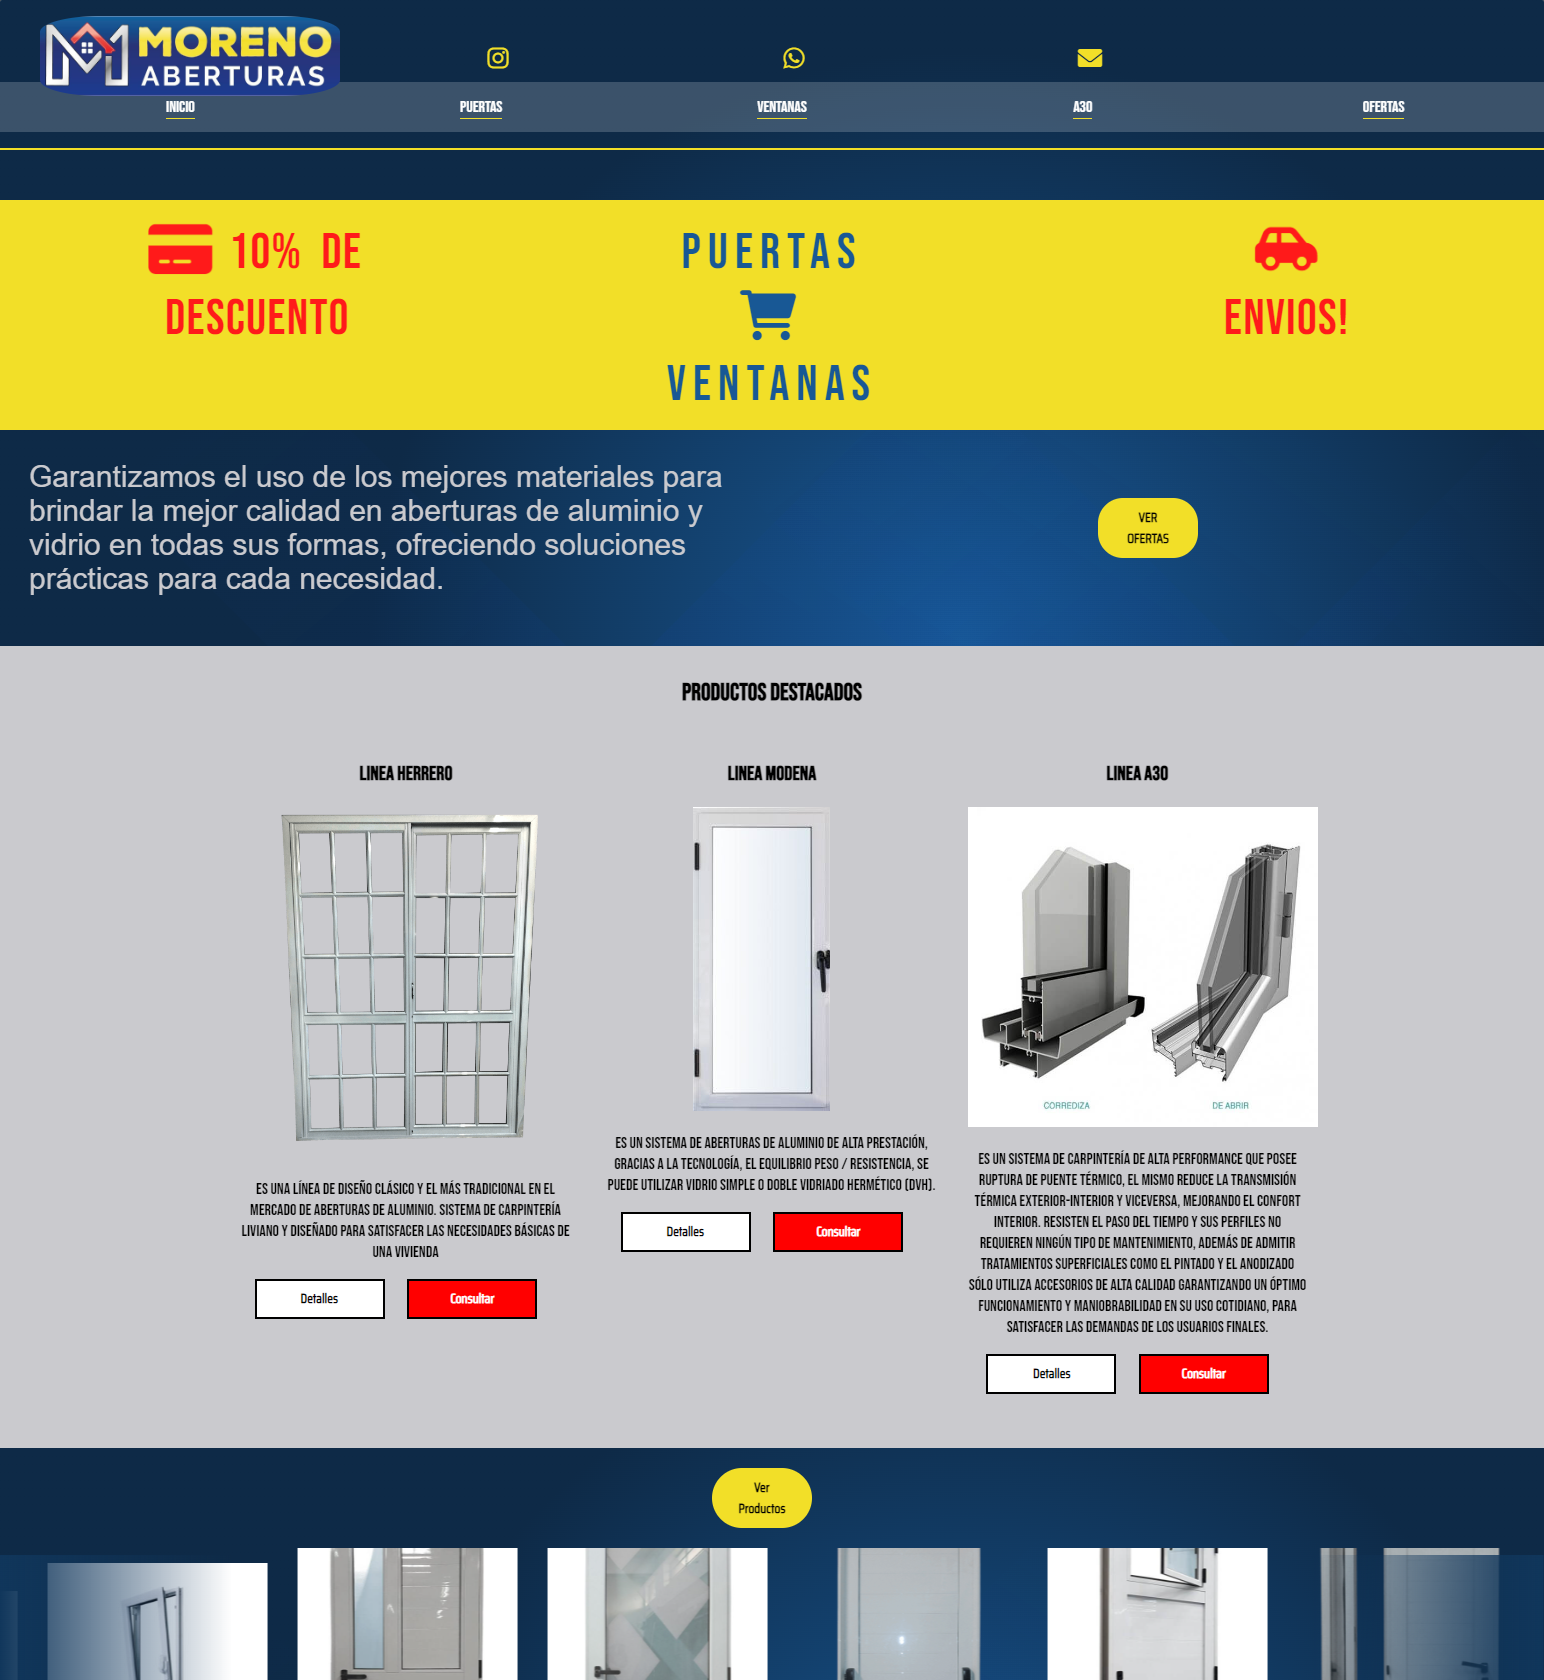 MORENO
ABERTURAS
INICIO
PUERTAS
VENTANAS
A30
OFERTAS
10% DE
DESCUENTO
PUERTAS
VENTANAS
ENVIOS!
Garantizamos el uso de los mejores materiales para
brindar la mejor calidad en aberturas de aluminio y
vidrio en todas sus formas, ofreciendo soluciones
prácticas para cada necesidad.
VER
OFERTAS
PRODUCTOS DESTACADOS
LINEA HERRERO
ES UNA LÍNEA DE DISEÑO CLÁSICO Y EL MÁS TRADICIONAL EN EL
MERCADO DE ABERTURAS DE ALUMINIO. SISTEMA DE CARPINTERÍA
LIVIANO Y DISEÑADO PARA SATISFACER LAS NECESIDADES BÁSICAS DE
UNA VIVIENDA
Detalles
Consultar
LINEA MODENA
ES UN SISTEMA DE ABERTURAS DE ALUMINIO DE ALTA PRESTACIÓN,
GRACIAS A LA TECNOLOGÍA, EL EQUILIBRIO PESO / RESISTENCIA, SE
PUEDE UTILIZAR VIDRIO SIMPLE O DOBLE VIDRIADO HERMÉTICO (DVH).
Detalles
Consultar
LINEA A30
CORREDIZA
DE ABRIR
ES UN SISTEMA DE CARPINTERÍA DE ALTA PERFORMANCE QUE POSEE
RUPTURA DE PUENTE TÉRMICO, EL MISMO REDUCE LA TRANSMISIÓN
TÉRMICA EXTERIOR-INTERIOR Y VICEVERSA, MEJORANDO EL CONFORT
INTERIOR. RESISTEN EL PASO DEL TIEMPO Y SUS PERFILES NO
REQUIEREN NINGÚN TIPO DE MANTENIMIENTO, ADEMÁS DE ADMITIR
TRATAMIENTOS SUPERFICIALES COMO EL PINTADO Y EL ANODIZADO
SÓLO UTILIZA ACCESORIOS DE ALTA CALIDAD GARANTIZANDO UN ÓPTIMO
FUNCIONAMIENTO Y MANIOBRABILIDAD EN SU USO COTIDIANO, PARA
SATISFACER LAS DEMANDAS DE LOS USUARIOS FINALES.
Detalles
Consultar
Ver
Productos